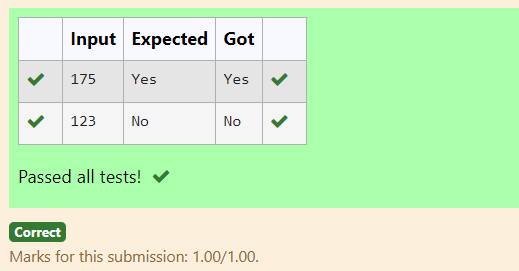 Input Expected Got
175 Yes Yes
123 No No
Passed all tests!
Correct
Marks for this submission: 1.00/1.00.